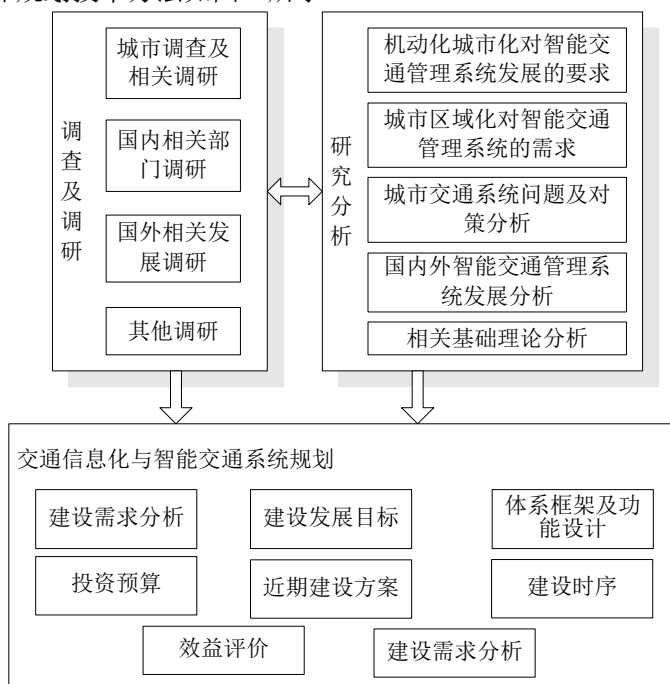 城市调查及
相关调研
国内相关部
门调研
国外相关发
展调研
其他调研
调
查
及
调
研
研
究
分
析
机动化城市化对智能交
通管理系统发展的要求
城市区域化对智能交通
管理系统的需求
城市交通系统问题及对
策分析
国内外智能交通管理系
统发展分析
相关基础理论分析
交通信息化与智能交通系统规划
建设需求分析
建设发展目标
体系框架及功
能设计
投资预算
近期建设方案
建设时序
效益评价
建设需求分析